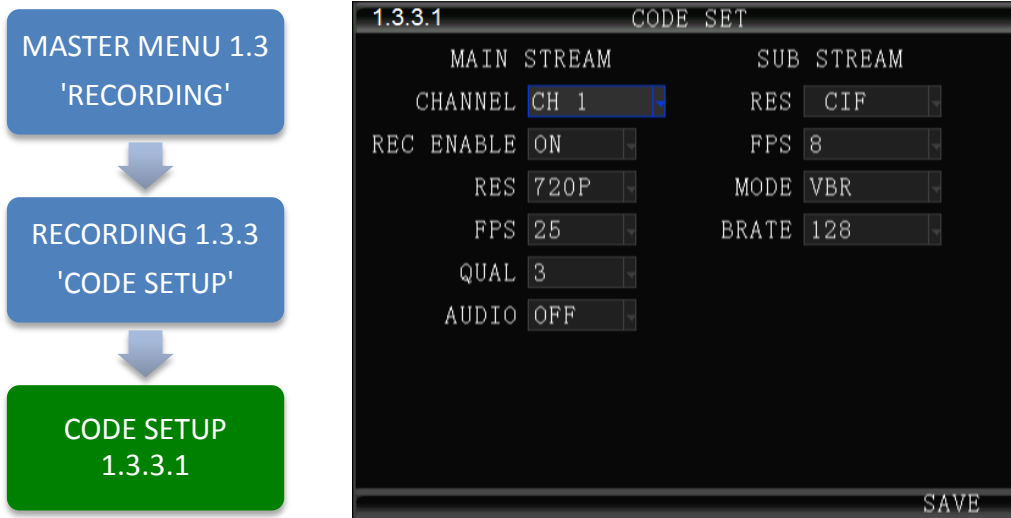 MASTER MENU 1.3
'RECORDING'
RECORDING 1.3.3
'CODE SETUP'
CODE SETUP
1.3.3.1
1.3.3.1 CODE SET
MAIN STREAM SUB STREAM
CHANNEL CH 1 RES CIF
REC ENABLE ON FPS 8
RES 720P MODE VBR
FPS 25 BRATE 128
QUAL 3
AUDIO OFF
SAVE